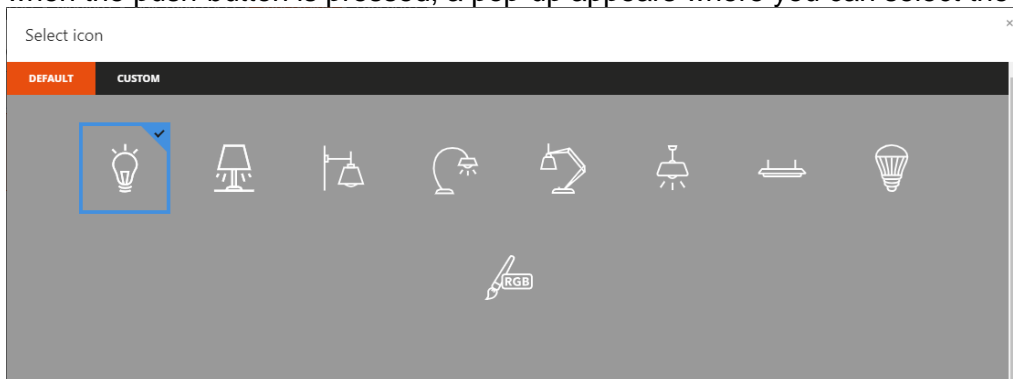 when the push-button is pressed, a pop-up appears where you can select the
Select icon
DEFAULT CUSTOM
RGB